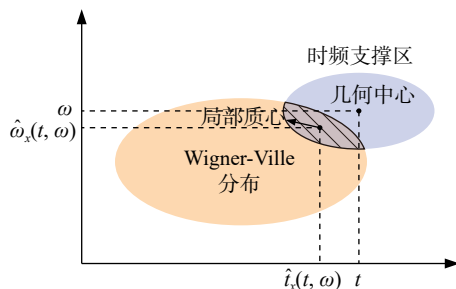 时频支撑区
几何中心
ω
局部质心
ω̂ₓ(t, ω)
Wigner-Ville
分布
t̂ₓ(t, ω)
t